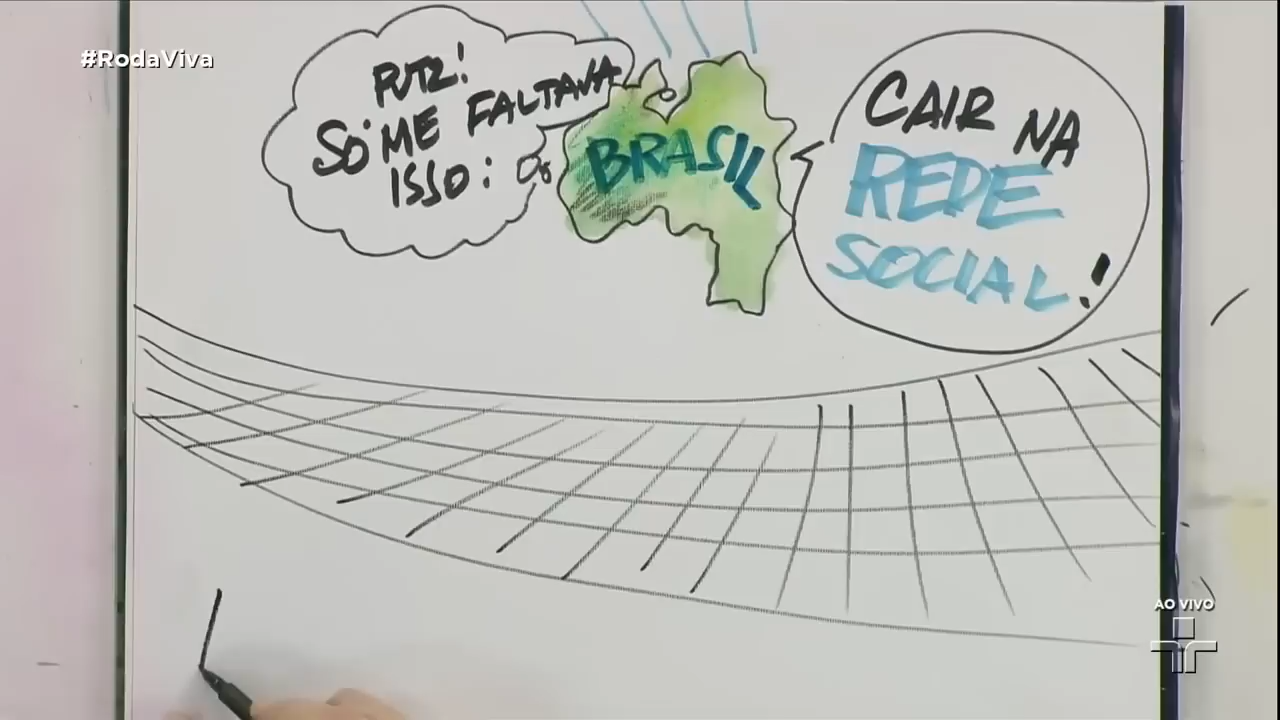 #RodaViva
PUTZ!
SÓ ME FALTAVA
ISSO:
BRASIL
CAIR NA
REDE
SOCIAL!
AO VIVO